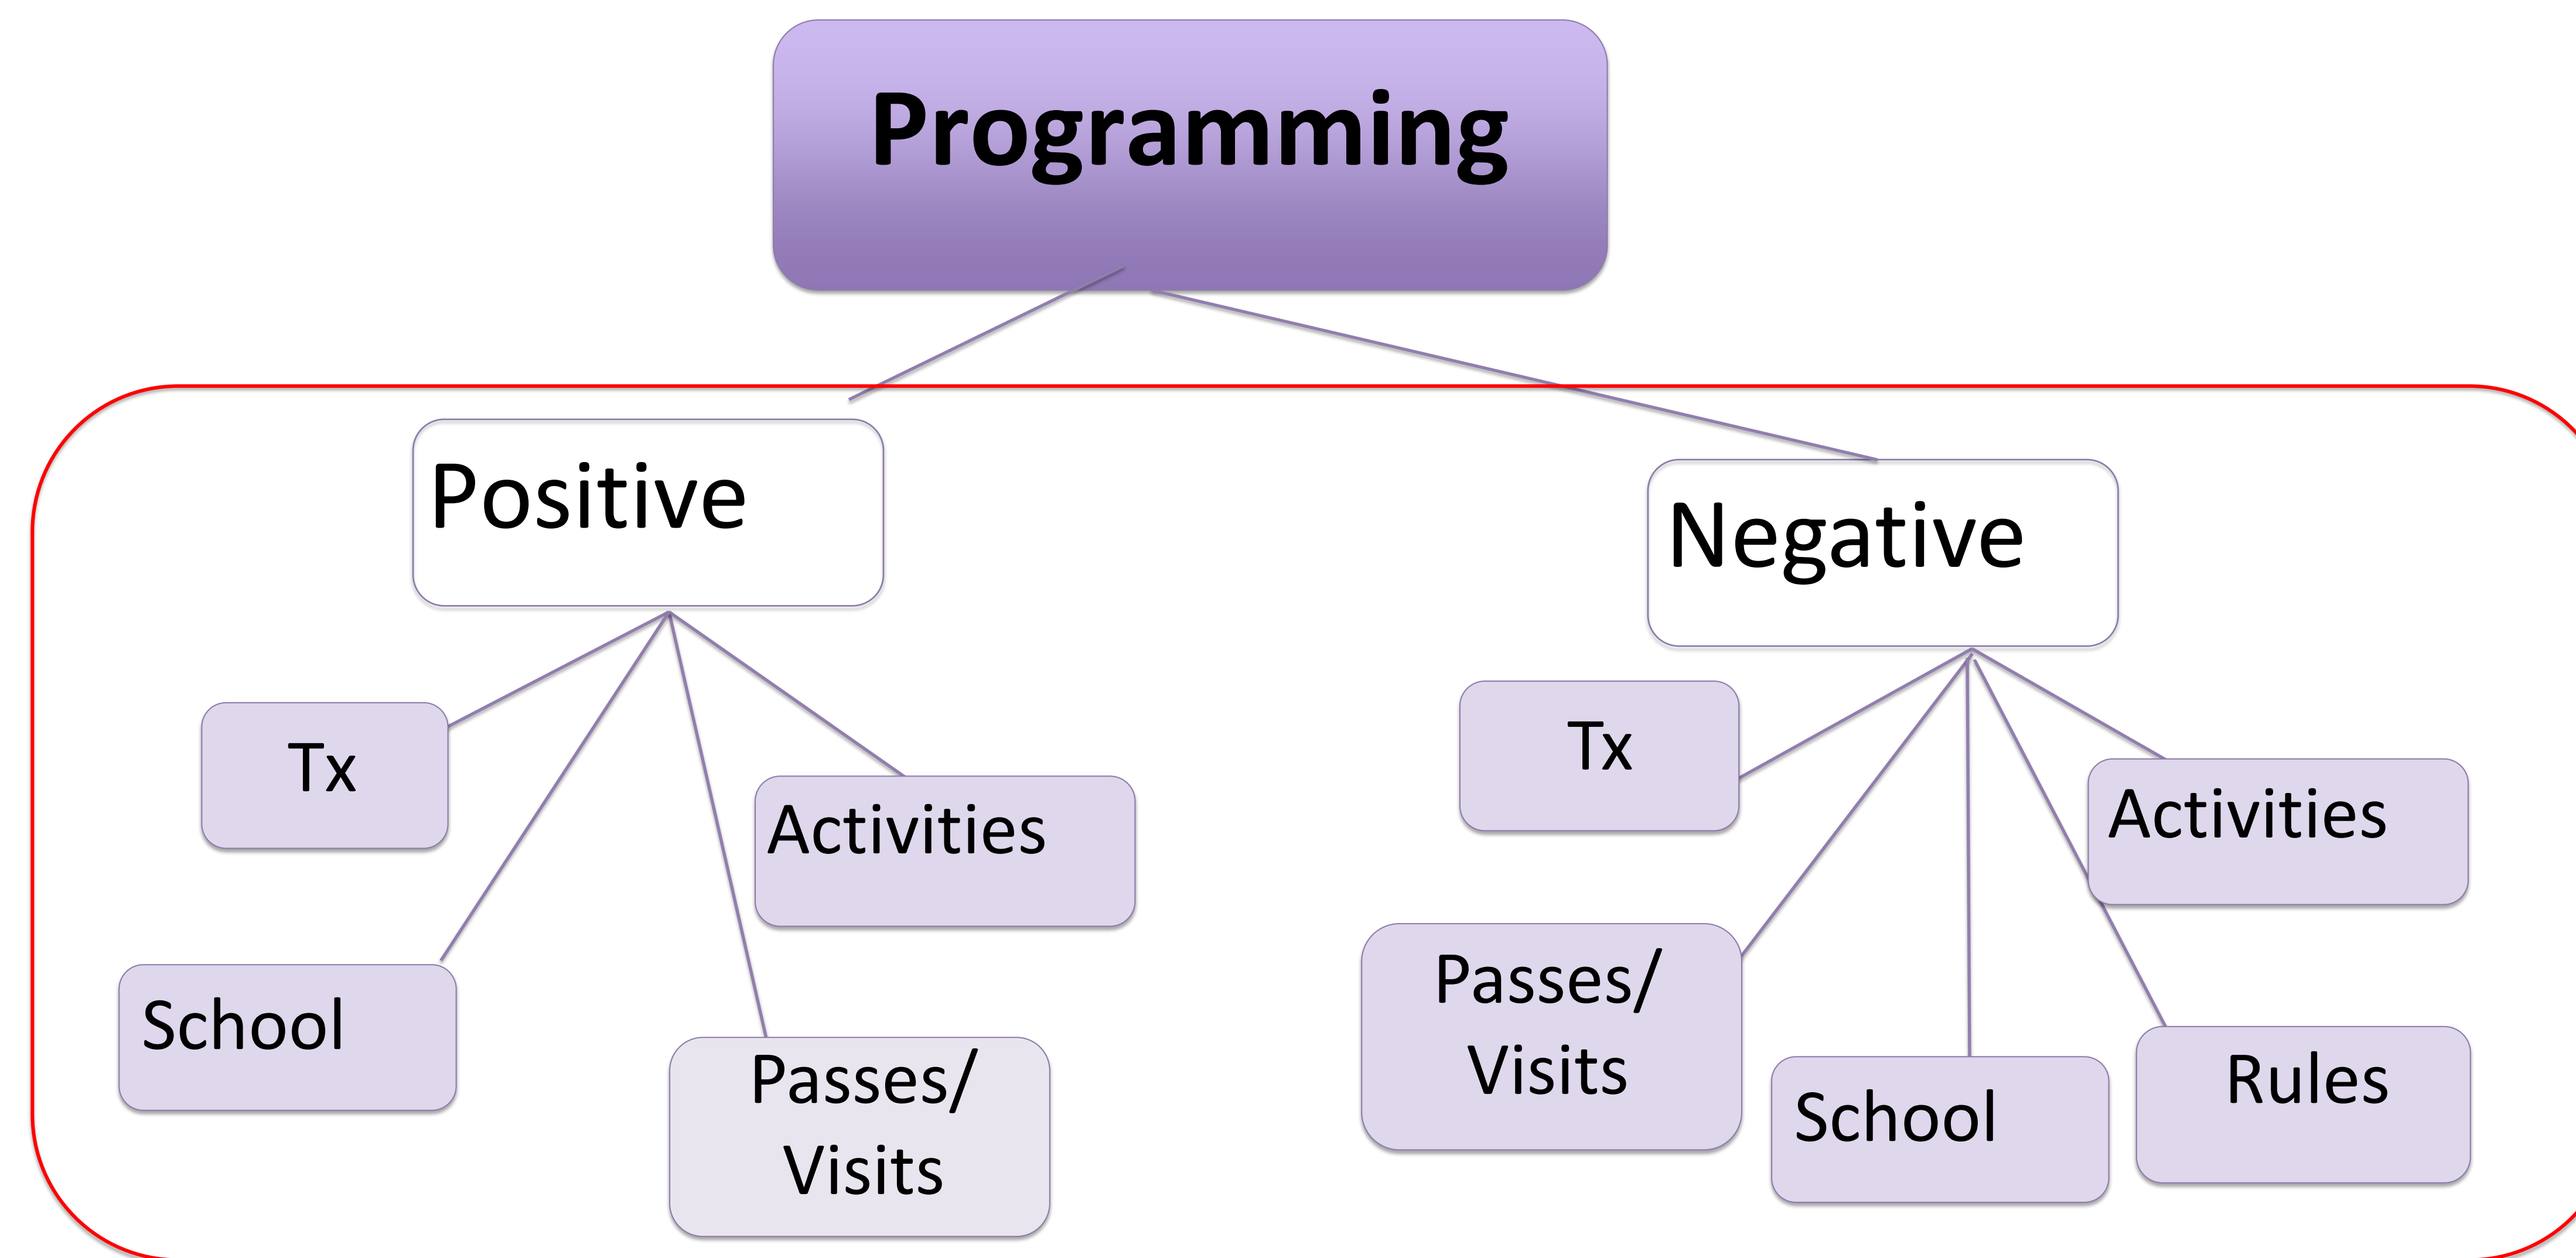 Programming
Positive
Negative
Tx
Activities
School
Passes/
Visits
Tx
Activities
Passes/
Visits
School
Rules